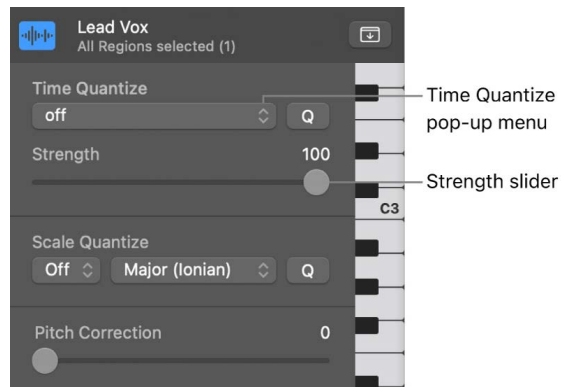 Lead Vox
All Regions selected (1)
Time Quantize
off
Q
Time Quantize
pop-up menu
Strength
100
Strength slider
C3
Scale Quantize
Off
Major (Ionian)
Q
Pitch Correction
0